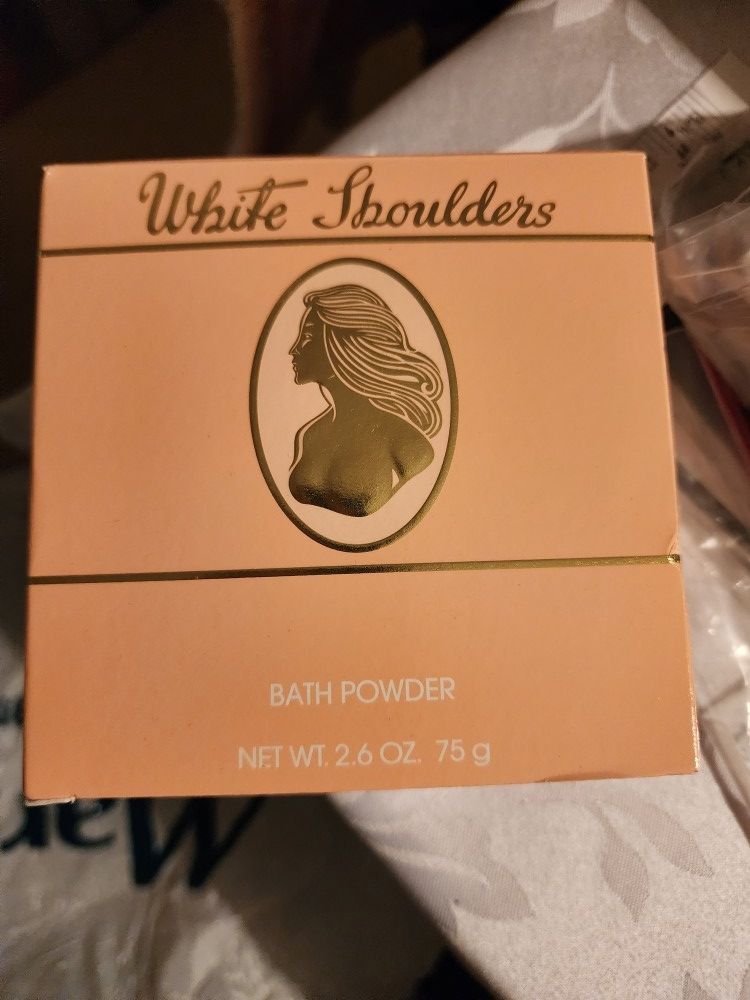 White Shoulders
BATH POWDER
NET WT. 2.6 OZ. 75 g